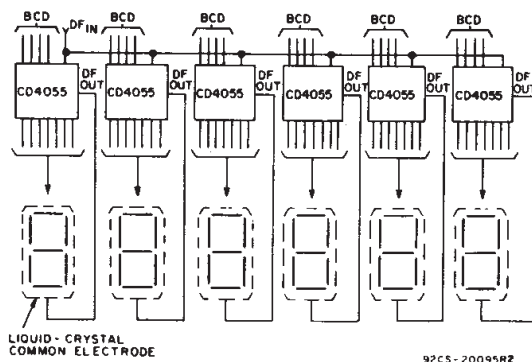 BCD DF IN BCD BCD BCD BCD BCD
CD4055 DF OUT CD4055 DF OUT CD4055 DF OUT CD4055 DF OUT CD4055 DF OUT CD4055 DF OUT
LIQUID-CRYSTAL
COMMON ELECTRODE
92CS-20095R2